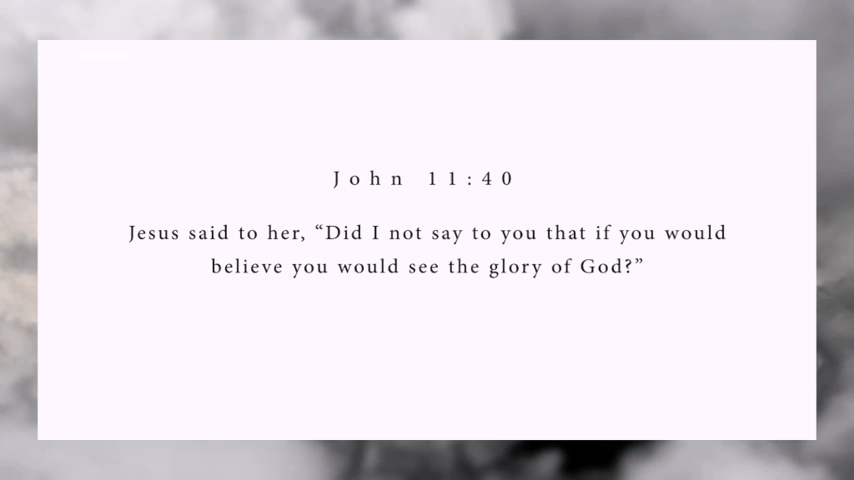 John 11:40
Jesus said to her, “Did I not say to you that if you would
believe you would see the glory of God?”